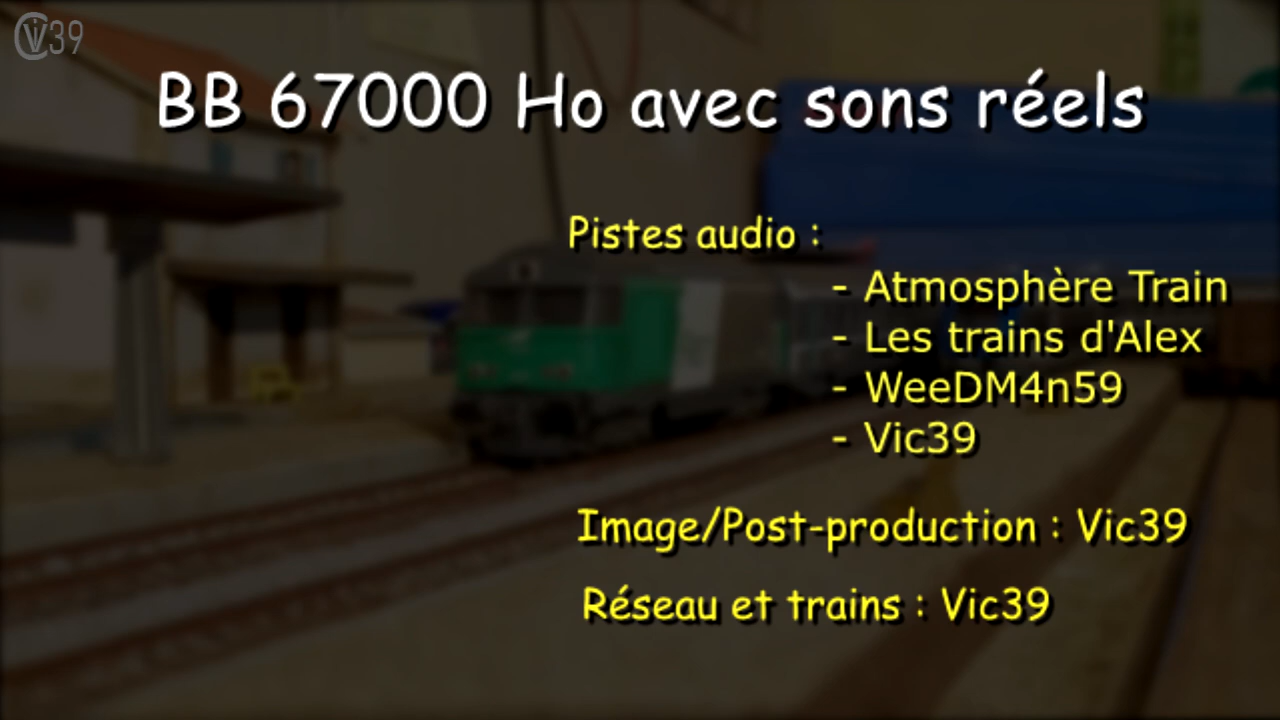 Vic39
BB 67000 Ho avec sons réels
Pistes audio :
- Atmosphère Train
- Les trains d'Alex
- WeeDM4n59
- Vic39
Image/Post-production : Vic39
Réseau et trains : Vic39